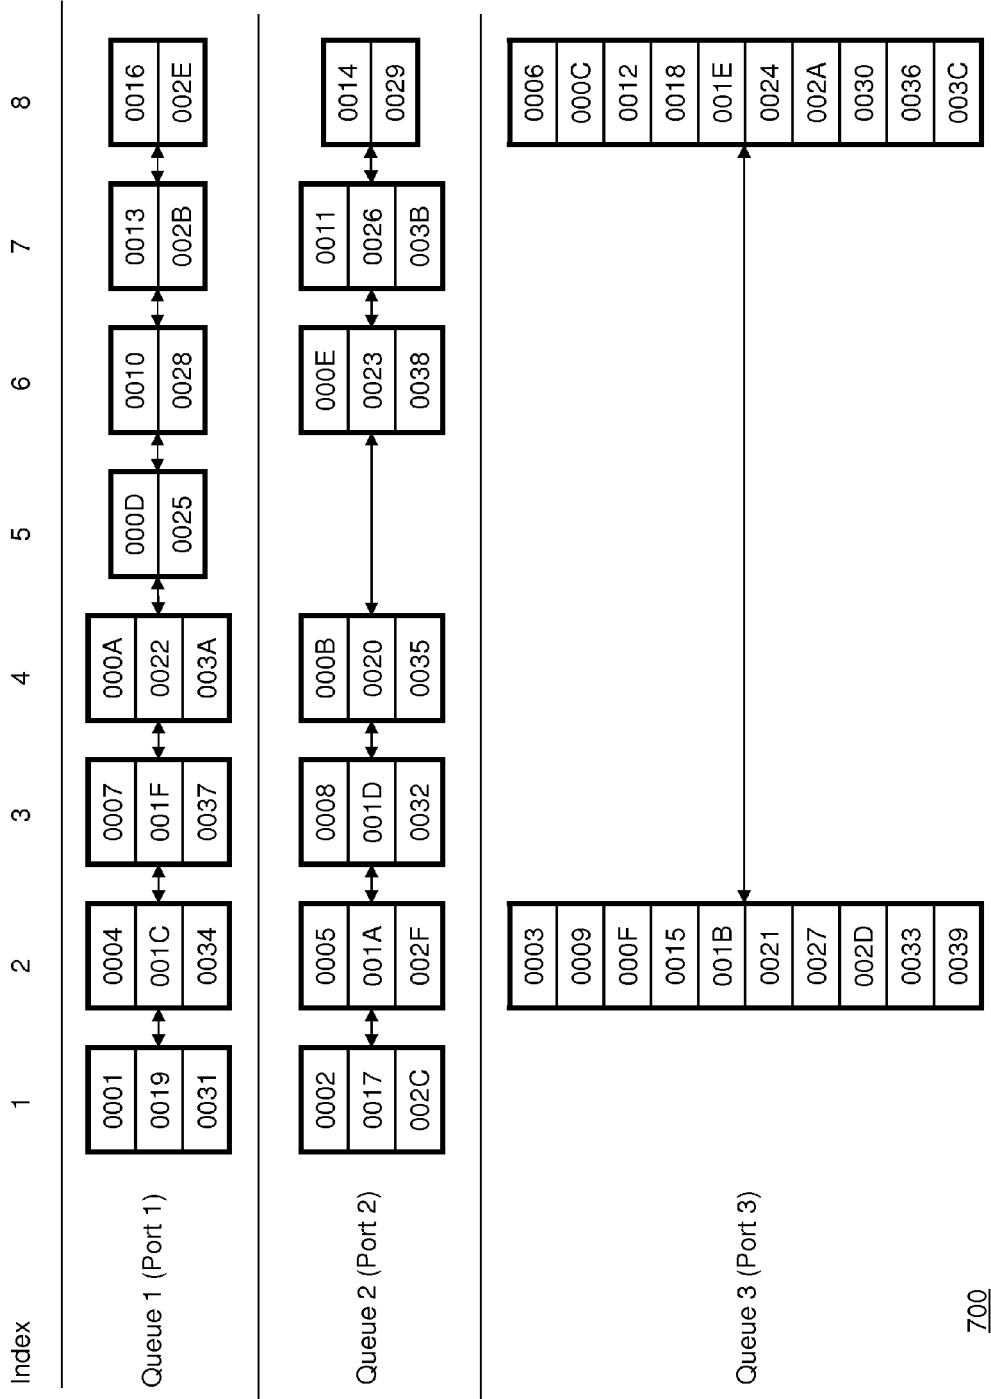 Index 1 2 3 4 5 6 7 8
Queue 1 (Port 1)
0001 0004 0007 000A 000D 0010 0013 0016
0019 001C 001F 0022 0025 0028 002B 002E
0031 0034 0037 003A
Queue 2 (Port 2)
0002 0005 0008 000B 000E 0011 0014
0017 001A 001D 0020 0023 0026 0029
002C 002F 0032 0035 0038 003B
Queue 3 (Port 3)
0003 0006
0009 000C
000F 0012
0015 0018
001B 001E
0021 0024
0027 002A
002D 0030
0033 0036
0039 003C
700